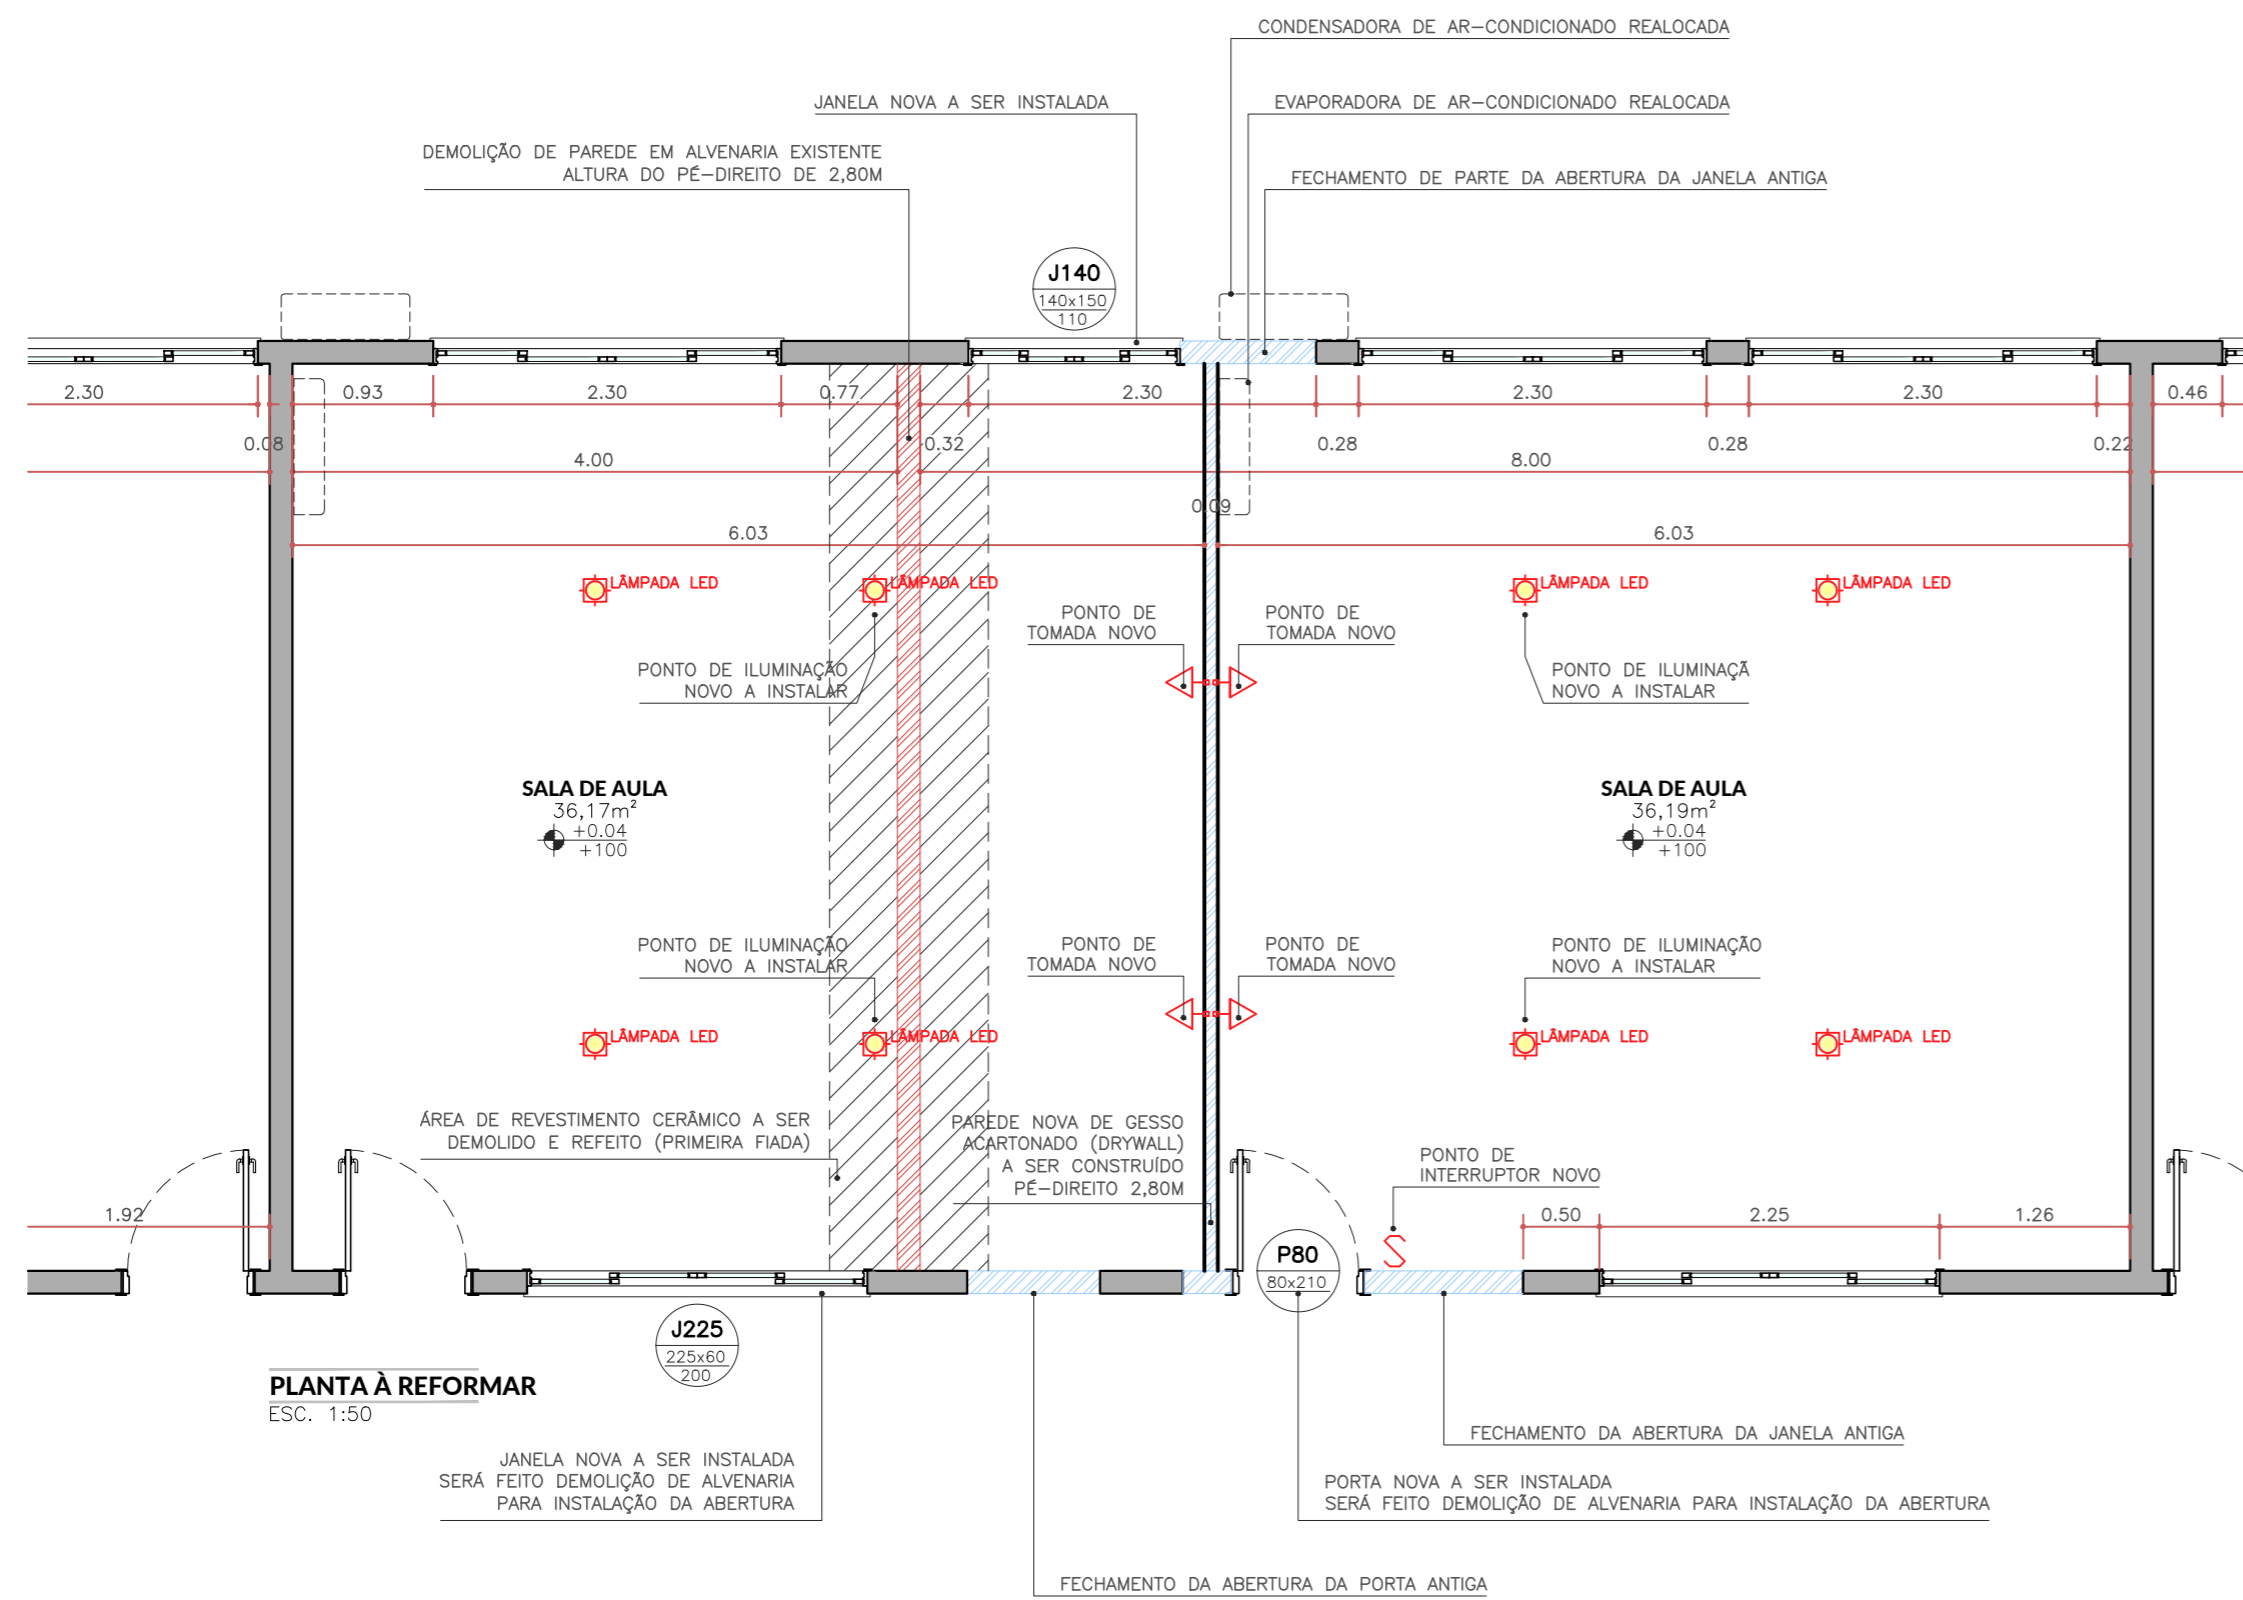 CONDENSADORA DE AR-CONDICIONADO REALOCADA
JANELA NOVA A SER INSTALADA
EVAPORADORA DE AR-CONDICIONADO REALOCADA
DEMOLIÇÃO DE PAREDE EM ALVENARIA EXISTENTE
ALTURA DO PÉ-DIREITO DE 2,80M
FECHAMENTO DE PARTE DA ABERTURA DA JANELA ANTIGA
J140
140x150
110
2.30
0.93
2.30
0.77
2.30
2.30
2.30
0.46
0.08
0.32
0.28
0.28
0.22
4.00
8.00
0.09
6.03
6.03
LÂMPADA LED
LÂMPADA LED
LÂMPADA LED
LÂMPADA LED
PONTO DE
TOMADA NOVO
PONTO DE
TOMADA NOVO
PONTO DE ILUMINAÇÃO
NOVO A INSTALAR
PONTO DE ILUMINAÇÃ
NOVO A INSTALAR
SALA DE AULA
36,17m²
+0.04
+100
SALA DE AULA
36,19m²
+0.04
+100
PONTO DE ILUMINAÇÃO
NOVO A INSTALAR
PONTO DE
TOMADA NOVO
PONTO DE
TOMADA NOVO
PONTO DE ILUMINAÇÃO
NOVO A INSTALAR
LÂMPADA LED
LÂMPADA LED
LÂMPADA LED
LÂMPADA LED
ÁREA DE REVESTIMENTO CERÂMICO A SER
DEMOLIDO E REFEITO (PRIMEIRA FIADA)
PAREDE NOVA DE GESSO
ACARTONADO (DRYWALL)
A SER CONSTRUÍDO
PÉ-DIREITO 2,80M
PONTO DE
INTERRUPTOR NOVO
1.92
0.50
2.25
1.26
S
P80
80x210
J225
225x60
200
PLANTA À REFORMAR
ESC. 1:50
FECHAMENTO DA ABERTURA DA JANELA ANTIGA
JANELA NOVA A SER INSTALADA
SERÁ FEITO DEMOLIÇÃO DE ALVENARIA
PARA INSTALAÇÃO DA ABERTURA
PORTA NOVA A SER INSTALADA
SERÁ FEITO DEMOLIÇÃO DE ALVENARIA PARA INSTALAÇÃO DA ABERTURA
FECHAMENTO DA ABERTURA DA PORTA ANTIGA